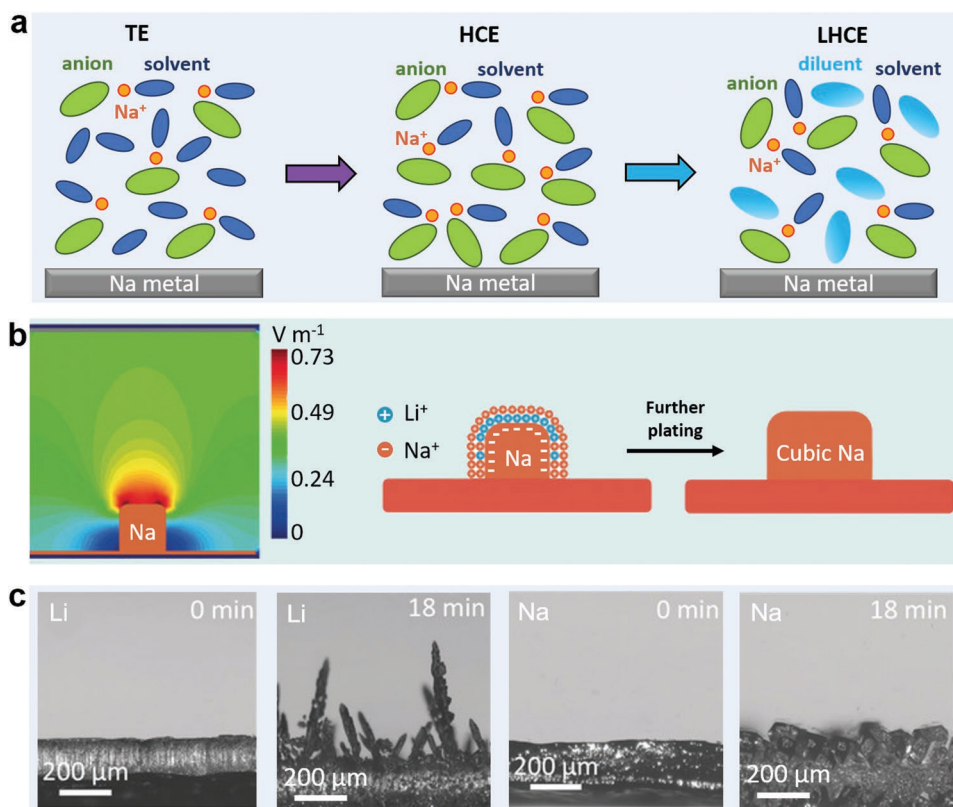 a
TE
HCE
LHCE
anion
solvent
Na⁺
anion
solvent
Na⁺
diluent
anion
solvent
Na⁺
Na metal
Na metal
Na metal
b
V m⁻¹
0.73
0.49
0.24
0
Na
+ Li⁺
− Na⁺
Na
Further
plating
Cubic Na
c
Li
0 min
200 µm
Li
18 min
200 µm
Na
0 min
200 µm
Na
18 min
200 µm